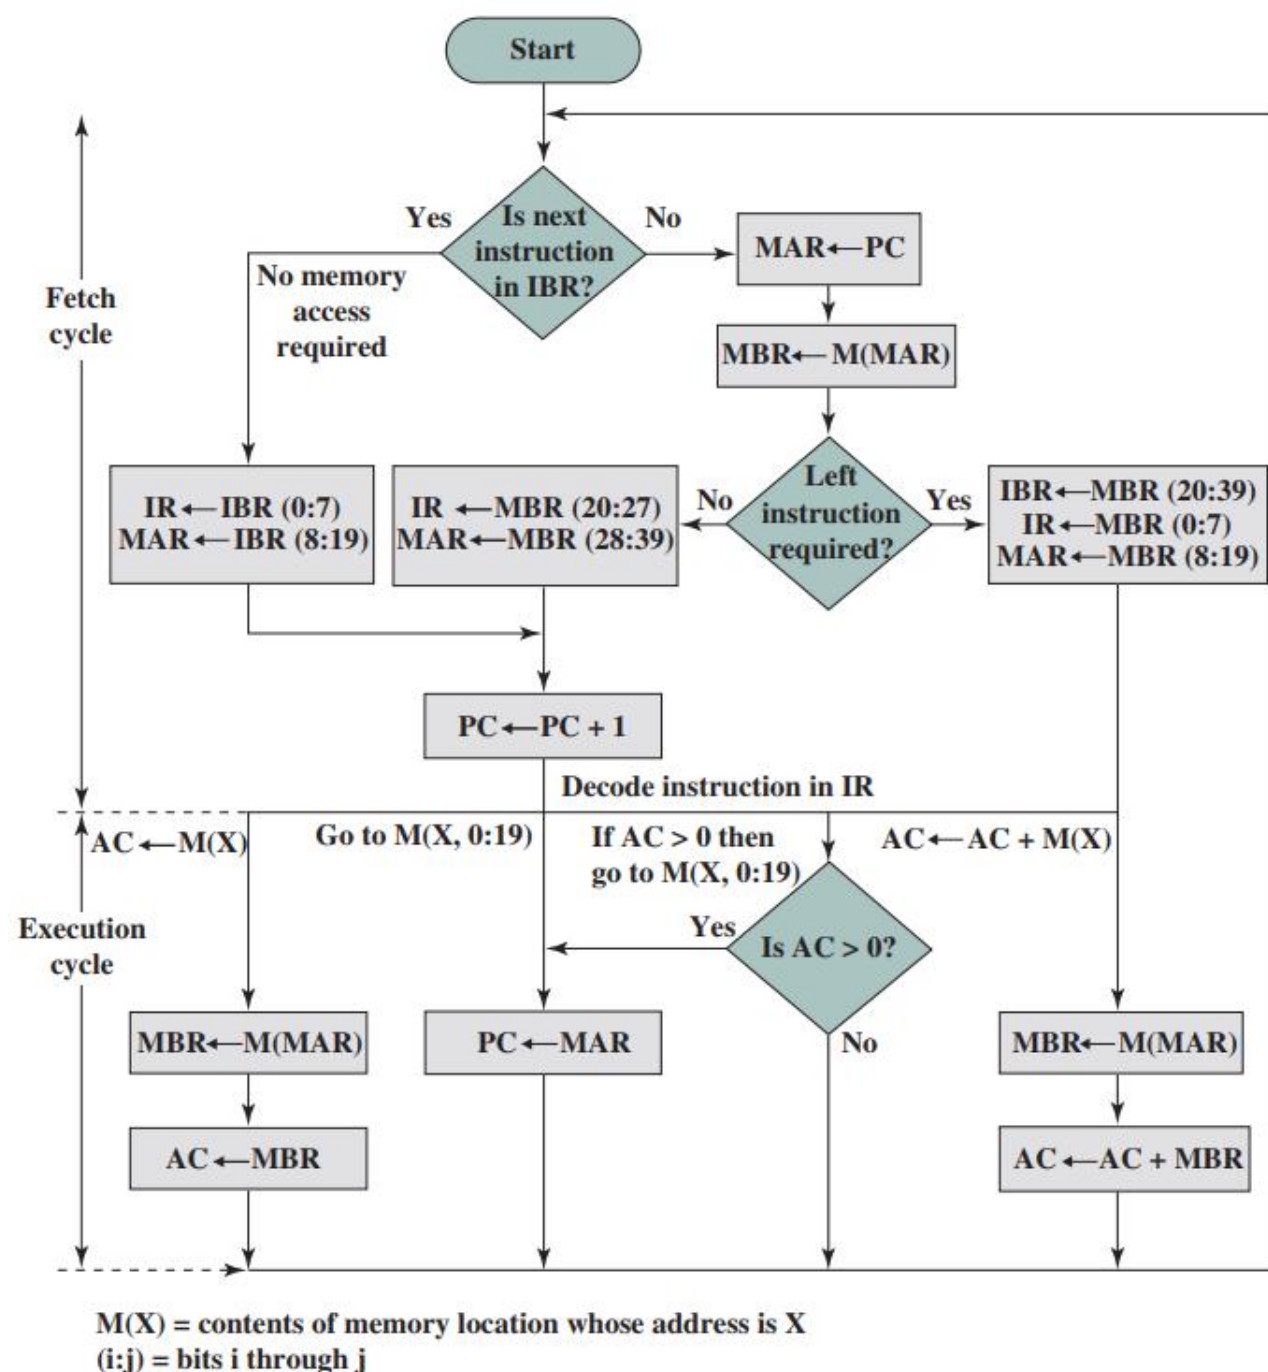 Start
Yes
Is next
instruction
in IBR?
No
MAR←PC
No memory
access
required
Fetch
cycle
MBR←M(MAR)
Left
instruction
required?
No
Yes
IR←IBR (0:7)
MAR←IBR (8:19)
IR ←MBR (20:27)
MAR←MBR (28:39)
IBR←MBR (20:39)
IR←MBR (0:7)
MAR←MBR (8:19)
PC←PC + 1
Decode instruction in IR
AC←M(X)
Go to M(X, 0:19)
If AC > 0 then
go to M(X, 0:19)
AC←AC + M(X)
Execution
cycle
Yes
Is AC > 0?
No
MBR←M(MAR)
PC←MAR
MBR←M(MAR)
AC←MBR
AC←AC + MBR
M(X) = contents of memory location whose address is X
(i:j) = bits i through j